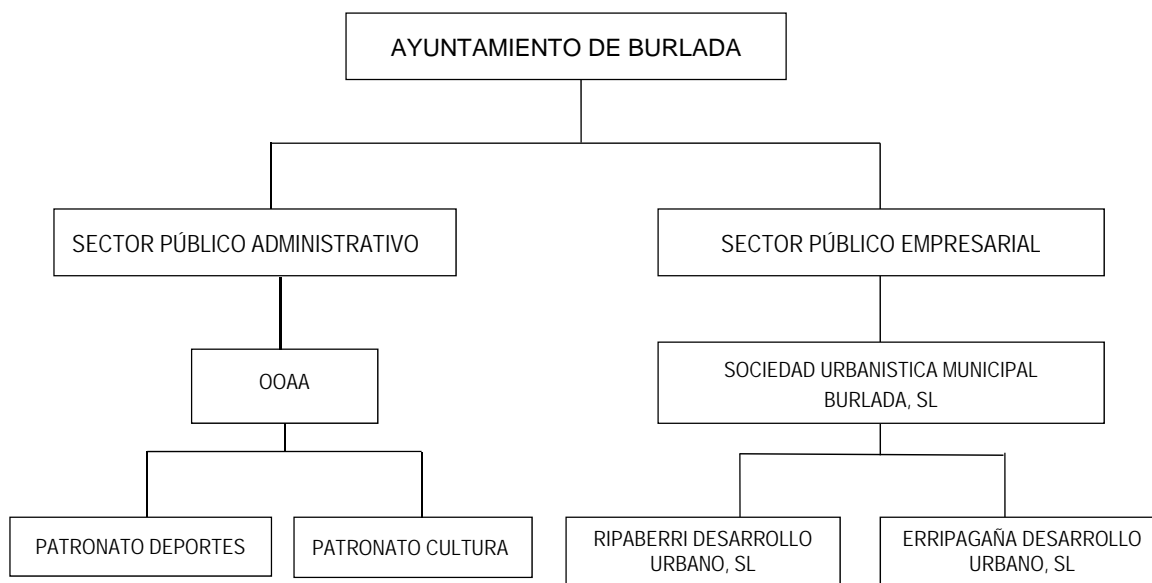 AYUNTAMIENTO DE BURLADA
SECTOR PÚBLICO ADMINISTRATIVO
SECTOR PÚBLICO EMPRESARIAL
OOAA
SOCIEDAD URBANISTICA MUNICIPAL
BURLADA, SL
PATRONATO DEPORTES
PATRONATO CULTURA
RIPABERRI DESARROLLO
URBANO, SL
ERRIPAGAÑA DESARROLLO
URBANO, SL